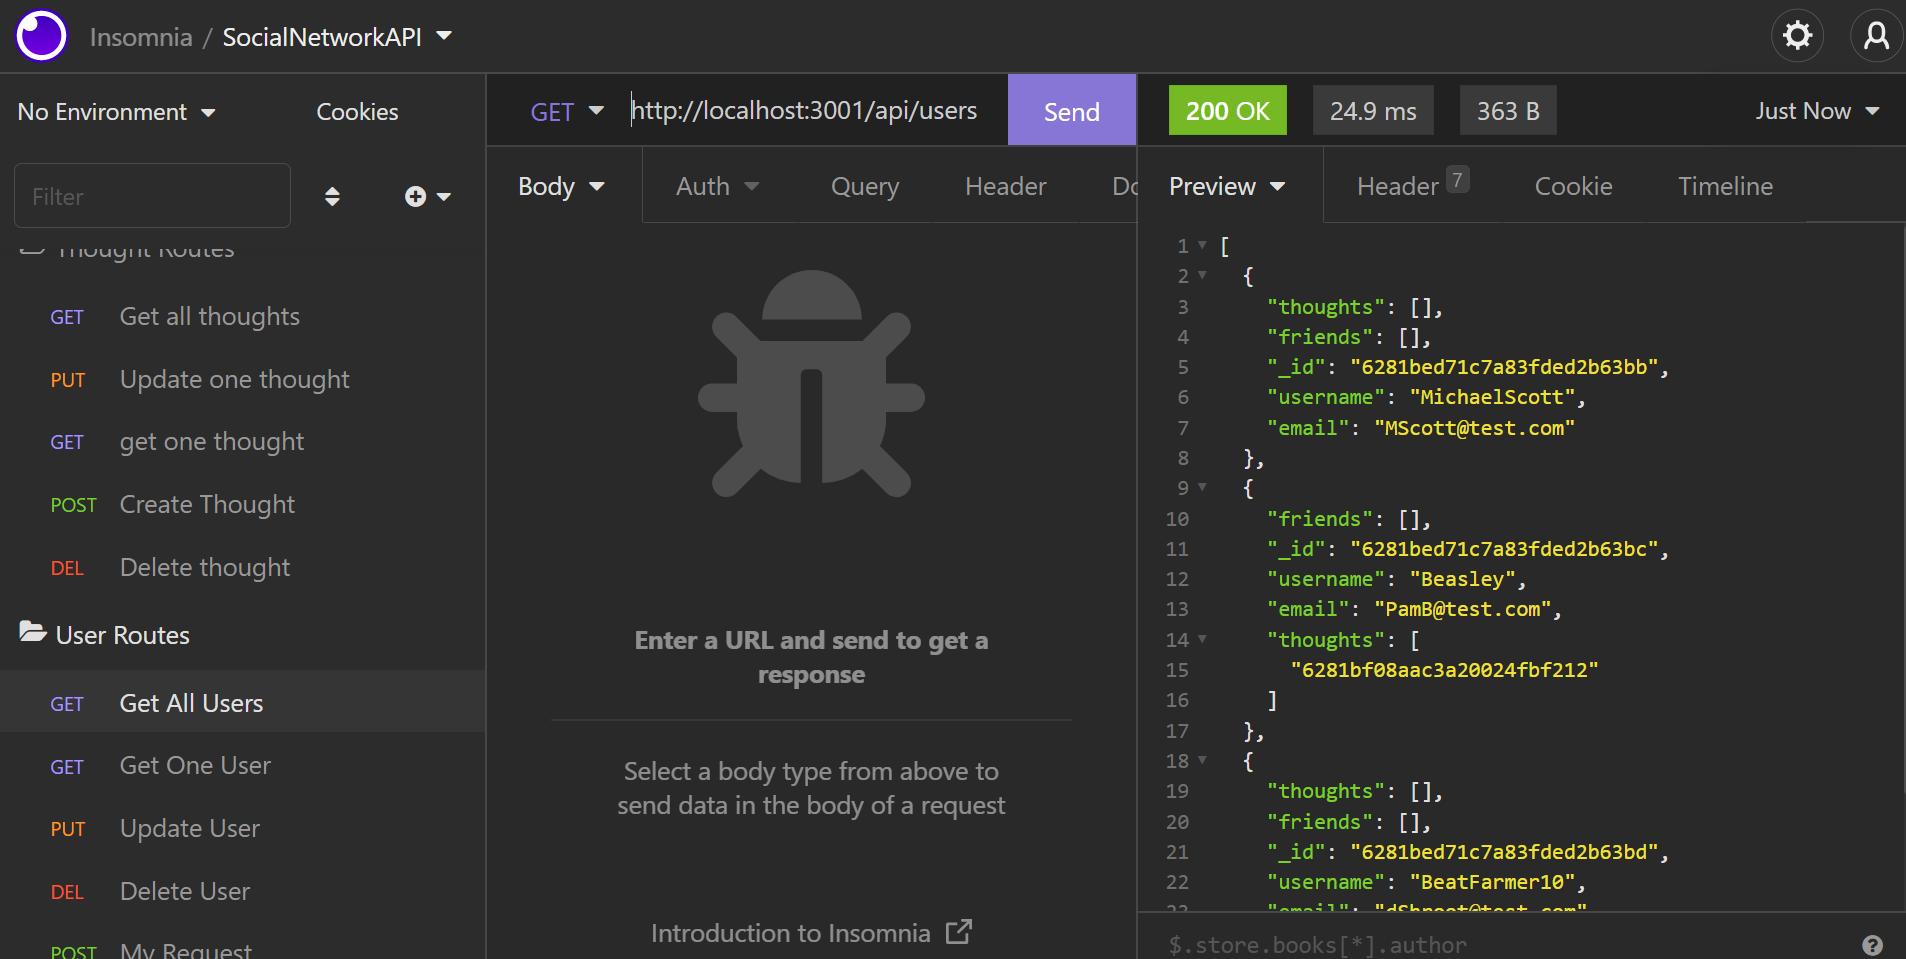 Insomnia / SocialNetworkAPI
No Environment
Cookies
Filter
Thought Routes
GET Get all thoughts
PUT Update one thought
GET get one thought
POST Create Thought
DEL Delete thought
User Routes
GET Get All Users
GET Get One User
PUT Update User
DEL Delete User
POST My Request
GET http://localhost:3001/api/users Send
Body Auth Query Header
Enter a URL and send to get a
response
Select a body type from above to
send data in the body of a request
Introduction to Insomnia
200 OK 24.9 ms 363 B Just Now
Preview Header 7 Cookie Timeline
1 [
2 {
3 "thoughts": [],
4 "friends": [],
5 "_id": "6281bed71c7a83fded2b63bb",
6 "username": "MichaelScott",
7 "email": "MScott@test.com"
8 },
9 {
10 "friends": [],
11 "_id": "6281bed71c7a83fded2b63bc",
12 "username": "Beasley",
13 "email": "PamB@test.com",
14 "thoughts": [
15 "6281bf08aac3a20024fbf212"
16 ]
17 },
18 {
19 "thoughts": [],
20 "friends": [],
21 "_id": "6281bed71c7a83fded2b63bd",
22 "username": "BeatFarmer10",
23 "email": "dShroot@test.com"
$.store.books[*].author